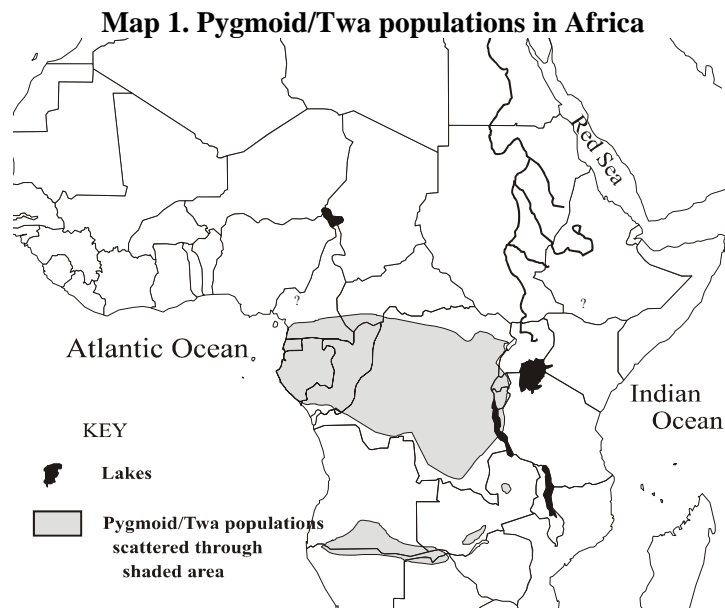 Map 1. Pygmoid/Twa populations in Africa
Red Sea
?
?
Atlantic Ocean
Indian
Ocean
KEY
Lakes
Pygmoid/Twa populations
scattered through
shaded area